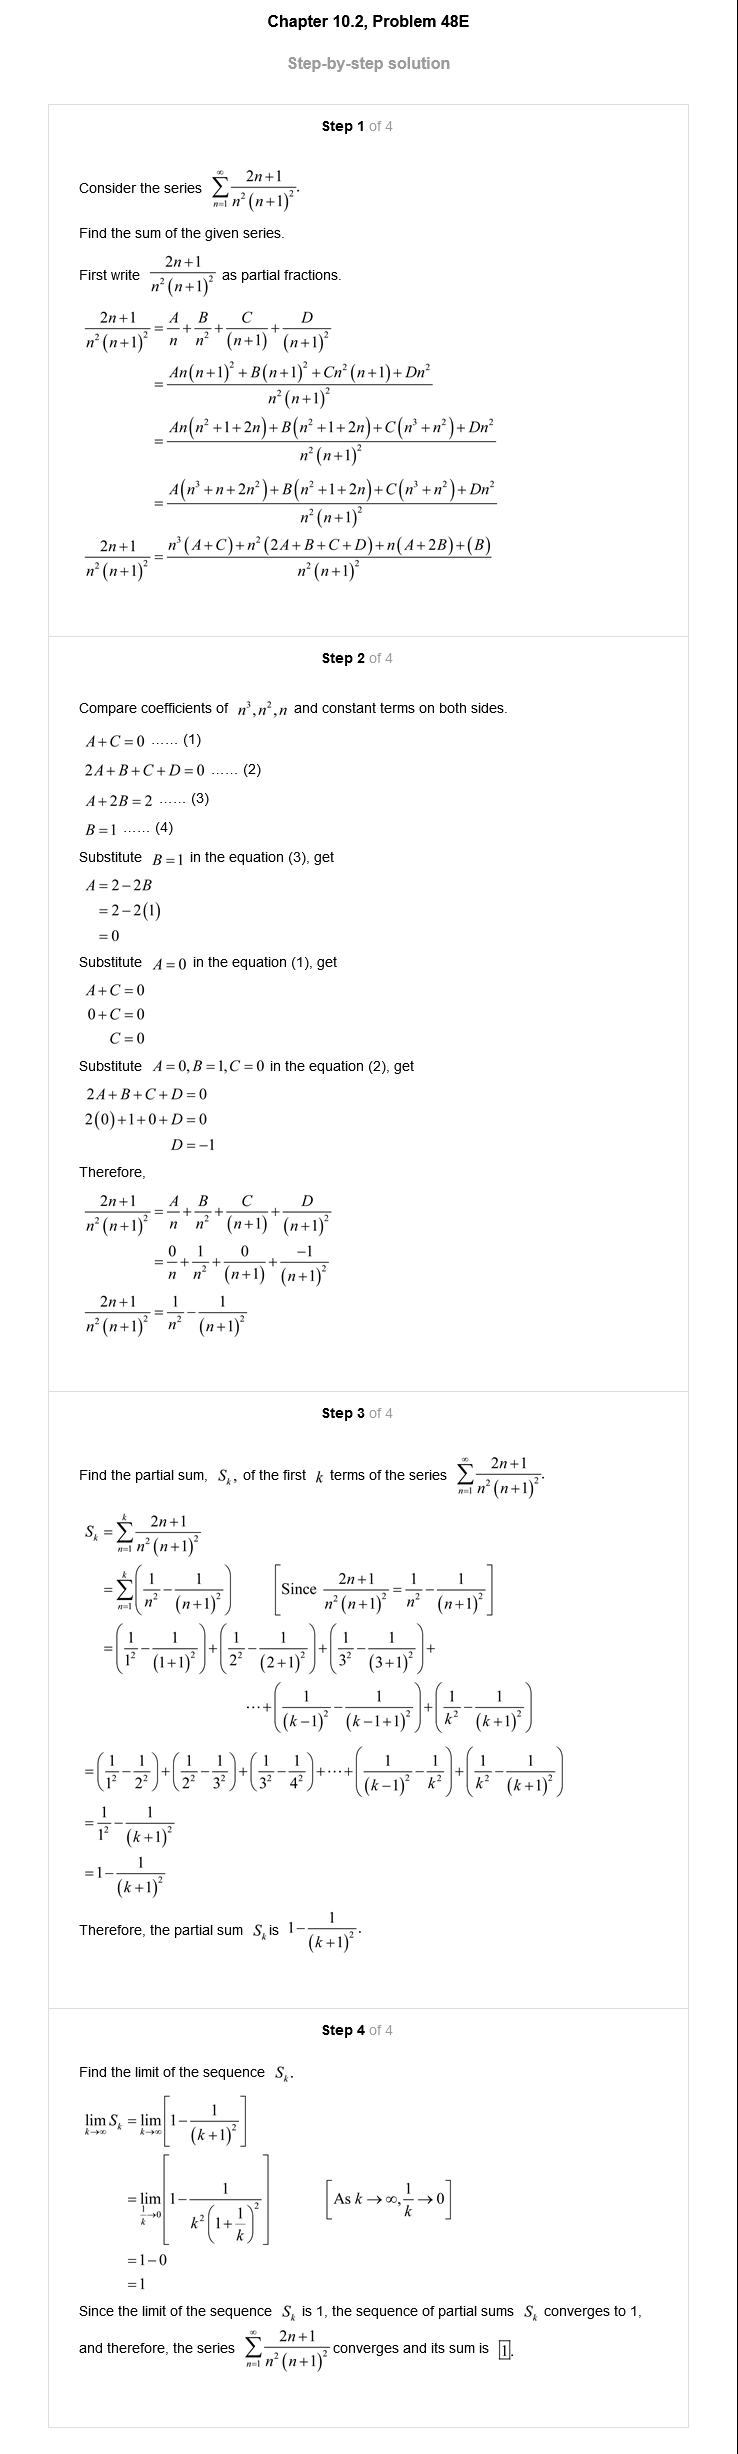 Chapter 10.2, Problem 48E
Step-by-step solution
Step 1 of 4
Consider the series $\sum_{n=1}^{\infty} \frac{2n+1}{n^2(n+1)^2}$.
Find the sum of the given series.
First write $\frac{2n+1}{n^2(n+1)^2}$ as partial fractions.
$\frac{2n+1}{n^2(n+1)^2} = \frac{A}{n} + \frac{B}{n^2} + \frac{C}{(n+1)} + \frac{D}{(n+1)^2}$
$= \frac{An(n+1)^2 + B(n+1)^2 + Cn^2(n+1) + Dn^2}{n^2(n+1)^2}$
$= \frac{An(n^2+1+2n) + B(n^2+1+2n) + C(n^3+n^2) + Dn^2}{n^2(n+1)^2}$
$= \frac{A(n^3+n+2n^2) + B(n^2+1+2n) + C(n^3+n^2) + Dn^2}{n^2(n+1)^2}$
$\frac{2n+1}{n^2(n+1)^2} = \frac{n^3(A+C) + n^2(2A+B+C+D) + n(A+2B) + (B)}{n^2(n+1)^2}$
Step 2 of 4
Compare coefficients of $n^3, n^2, n$ and constant terms on both sides.
$A+C=0$ ...... (1)
$2A+B+C+D=0$ ...... (2)
$A+2B=2$ ...... (3)
$B=1$ ...... (4)
Substitute $B=1$ in the equation (3), get
$A=2-2B$
$=2-2(1)$
$=0$
Substitute $A=0$ in the equation (1), get
$A+C=0$
$0+C=0$
$C=0$
Substitute $A=0, B=1, C=0$ in the equation (2), get
$2A+B+C+D=0$
$2(0)+1+0+D=0$
$D=-1$
Therefore,
$\frac{2n+1}{n^2(n+1)^2} = \frac{A}{n} + \frac{B}{n^2} + \frac{C}{(n+1)} + \frac{D}{(n+1)^2}$
$= \frac{0}{n} + \frac{1}{n^2} + \frac{0}{(n+1)} + \frac{-1}{(n+1)^2}$
$\frac{2n+1}{n^2(n+1)^2} = \frac{1}{n^2} - \frac{1}{(n+1)^2}$
Step 3 of 4
Find the partial sum, $S_k$, of the first $k$ terms of the series $\sum_{n=1}^{\infty} \frac{2n+1}{n^2(n+1)^2}$.
$S_k = \sum_{n=1}^{k} \frac{2n+1}{n^2(n+1)^2}$
$= \sum_{n=1}^{k} \left( \frac{1}{n^2} - \frac{1}{(n+1)^2} \right)$ $\left[ \text{Since } \frac{2n+1}{n^2(n+1)^2} = \frac{1}{n^2} - \frac{1}{(n+1)^2} \right]$
$= \left( \frac{1}{1^2} - \frac{1}{(1+1)^2} \right) + \left( \frac{1}{2^2} - \frac{1}{(2+1)^2} \right) + \left( \frac{1}{3^2} - \frac{1}{(3+1)^2} \right) +$
$\cdots + \left( \frac{1}{(k-1)^2} - \frac{1}{(k-1+1)^2} \right) + \left( \frac{1}{k^2} - \frac{1}{(k+1)^2} \right)$
$= \left( \frac{1}{1^2} - \frac{1}{2^2} \right) + \left( \frac{1}{2^2} - \frac{1}{3^2} \right) + \left( \frac{1}{3^2} - \frac{1}{4^2} \right) + \cdots + \left( \frac{1}{(k-1)^2} - \frac{1}{k^2} \right) + \left( \frac{1}{k^2} - \frac{1}{(k+1)^2} \right)$
$= \frac{1}{1^2} - \frac{1}{(k+1)^2}$
$= 1 - \frac{1}{(k+1)^2}$
Therefore, the partial sum $S_k$ is $1 - \frac{1}{(k+1)^2}$.
Step 4 of 4
Find the limit of the sequence $S_k$.
$\lim_{k \to \infty} S_k = \lim_{k \to \infty} \left[ 1 - \frac{1}{(k+1)^2} \right]$
$= \lim_{\frac{1}{k} \to 0} \left[ 1 - \frac{1}{k^2 \left( 1 + \frac{1}{k} \right)^2} \right]$ $\left[ \text{As } k \to \infty, \frac{1}{k} \to 0 \right]$
$= 1 - 0$
$= 1$
Since the limit of the sequence $S_k$ is 1, the sequence of partial sums $S_k$ converges to 1,
and therefore, the series $\sum_{n=1}^{\infty} \frac{2n+1}{n^2(n+1)^2}$ converges and its sum is $\boxed{1}$.